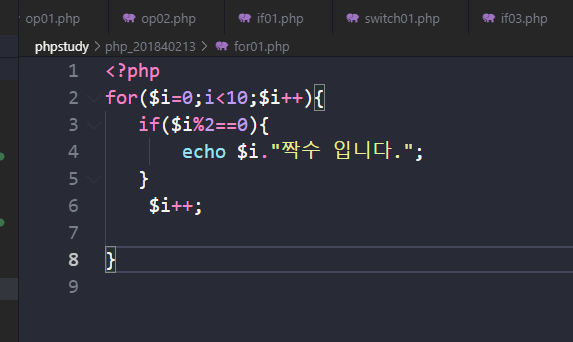 op01.php op02.php if01.php switch01.php if03.php
phpstudy > php_201840213 > for01.php
1 <?php
2 for($i=0;i<10;$i++){
3 if($i%2==0){
4 echo $i."짝수 입니다.";
5 }
6 $i++;
7
8 }
9